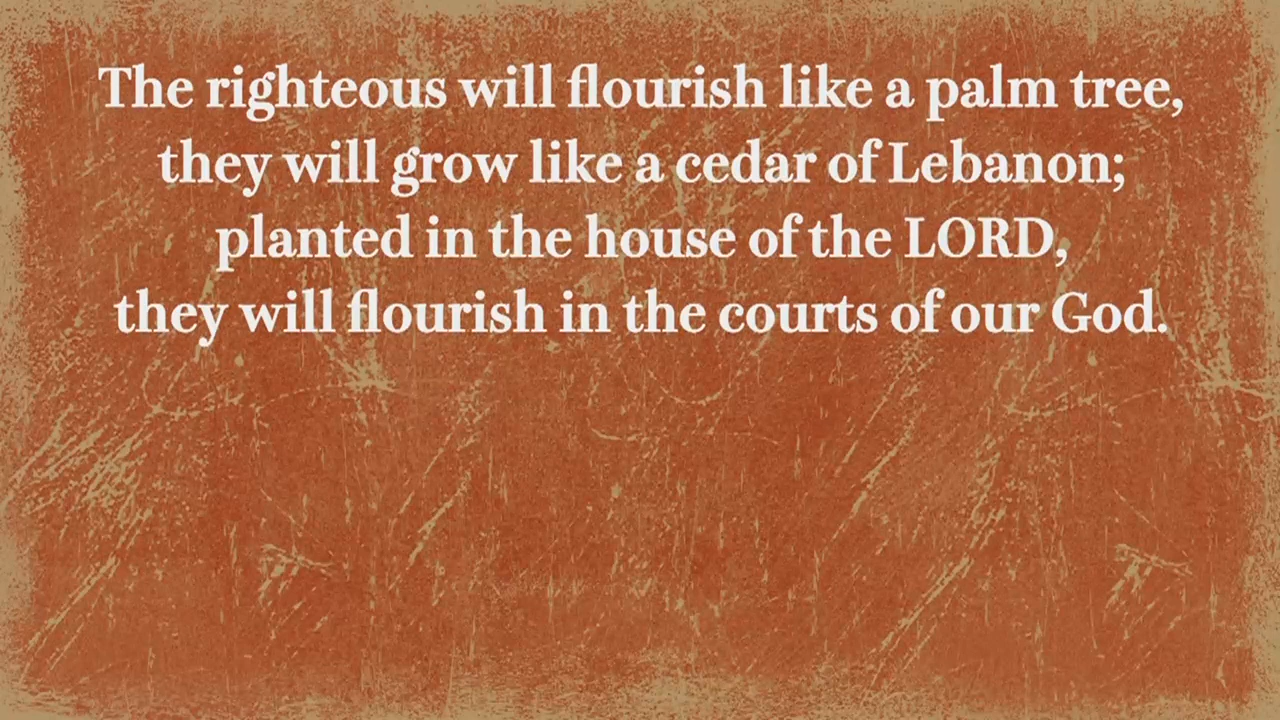 The righteous will flourish like a palm tree,
they will grow like a cedar of Lebanon;
planted in the house of the LORD,
they will flourish in the courts of our God.